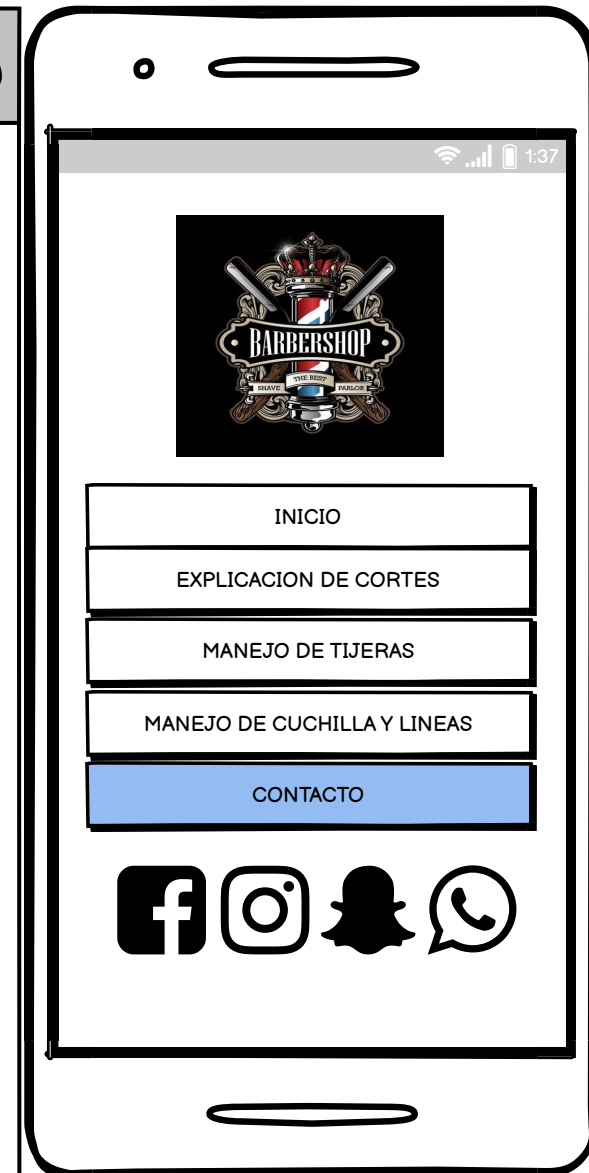 1:37
BARBERSHOP
THE BEST
SHAVE PARLOR
INICIO
EXPLICACION DE CORTES
MANEJO DE TIJERAS
MANEJO DE CUCHILLA Y LINEAS
CONTACTO